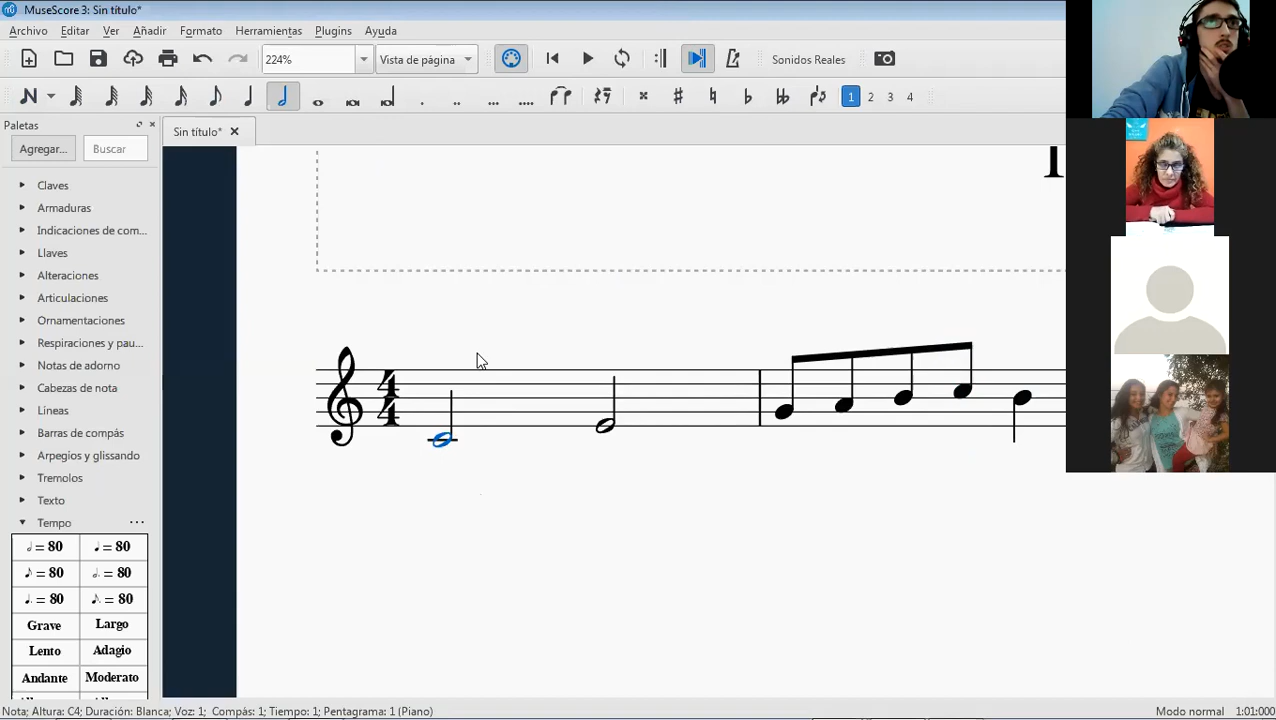 MuseScore 3: Sin título*
Archivo Editar Ver Añadir Formato Herramientas Plugins Ayuda
224% Vista de página Sonidos Reales
1 2 3 4
Paletas
Sin título*
Agregar... Buscar
Claves
Armaduras
Indicaciones de com...
Llaves
Alteraciones
Articulaciones
Ornamentaciones
Respiraciones y pau...
Notas de adorno
Cabezas de nota
Líneas
Barras de compás
Arpegios y glissando
Tremolos
Texto
Tempo ...
= 80 = 80
= 80 = 80
= 80 = 80
Grave Largo
Lento Adagio
Andante Moderato
4
4
Nota; Altura: C4; Duración: Blanca; Voz: 1; Compás: 1; Tiempo: 1; Pentagrama: 1 (Piano) Modo normal 1:01:000